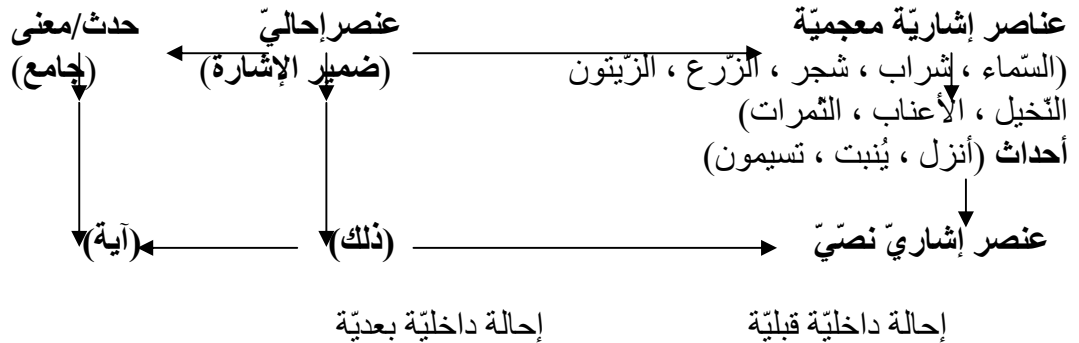 عناصر إشاريّة معجميّة عنصر إحاليّ حدث/معنى
(السّماء ، شراب ، شجر ، الزّرع ، الزّيتون (ضمير الإشارة) (جامع)
النّخيل ، الأعناب ، الثّمرات)
أحداث (أنزل ، يُنبت ، تسيمون)
عنصر إشاريّ نصّيّ (ذلك) (آية)
إحالة داخليّة قبليّة إحالة داخليّة بعديّة